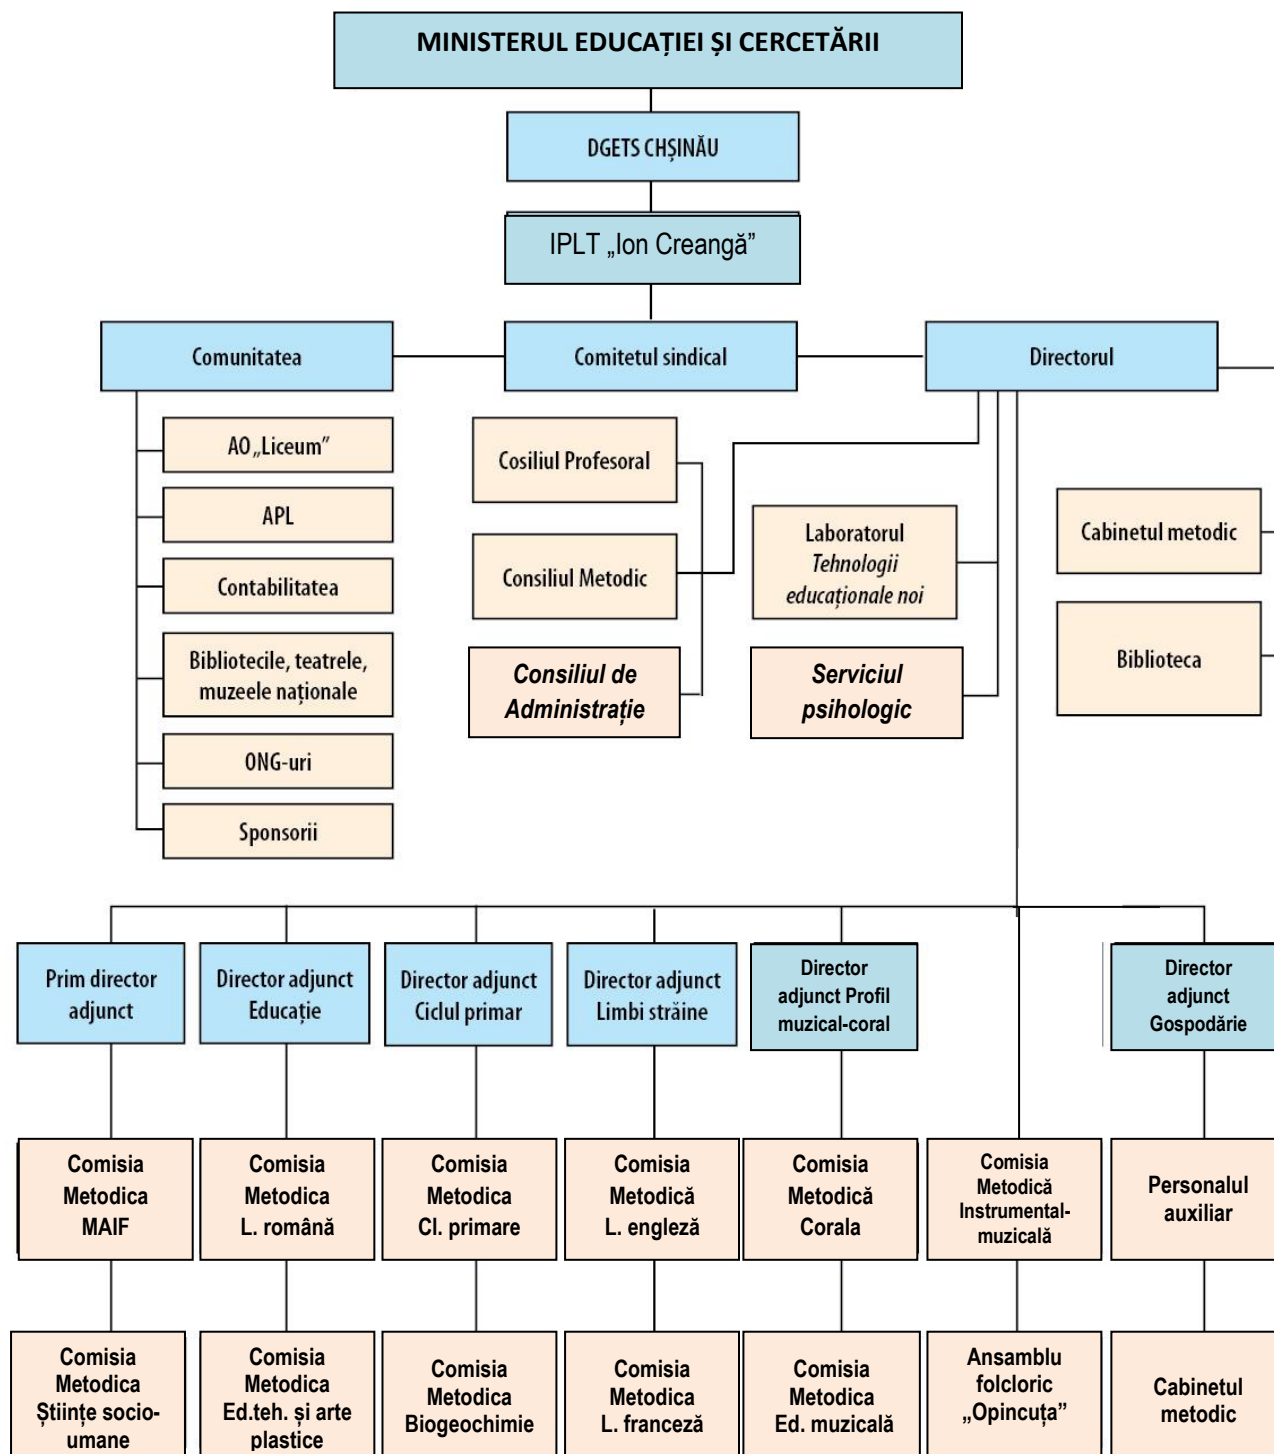 MINISTERUL EDUCAȚIEI ȘI CERCETĂRII
DGETS CHȘINĂU
IPLT „Ion Creangă”
Comunitatea
Comitetul sindical
Directorul
AO„Liceum”
APL
Contabilitatea
Bibliotecile, teatrele,
muzeele naționale
ONG-uri
Sponsorii
Cosiliul Profesoral
Consiliul Metodic
Consiliul de
Administrație
Laboratorul
Tehnologii
educaționale noi
Serviciul
psihologic
Cabinetul metodic
Biblioteca
Prim director
adjunct
Director adjunct
Educație
Director adjunct
Ciclul primar
Director adjunct
Limbi străine
Director
adjunct Profil
muzical-coral
Director
adjunct
Gospodărie
Comisia
Metodica
MAIF
Comisia
Metodica
L. română
Comisia
Metodica
Cl. primare
Comisia
Metodică
L. engleză
Comisia
Metodică
Corala
Comisia
Metodică
Instrumental-
muzicală
Personalul
auxiliar
Comisia
Metodica
Științe socio-
umane
Comisia
Metodica
Ed.teh. și arte
plastice
Comisia
Metodica
Biogeochimie
Comisia
Metodica
L. franceză
Comisia
Metodica
Ed. muzicală
Ansamblu
folcloric
„Opincuța”
Cabinetul
metodic